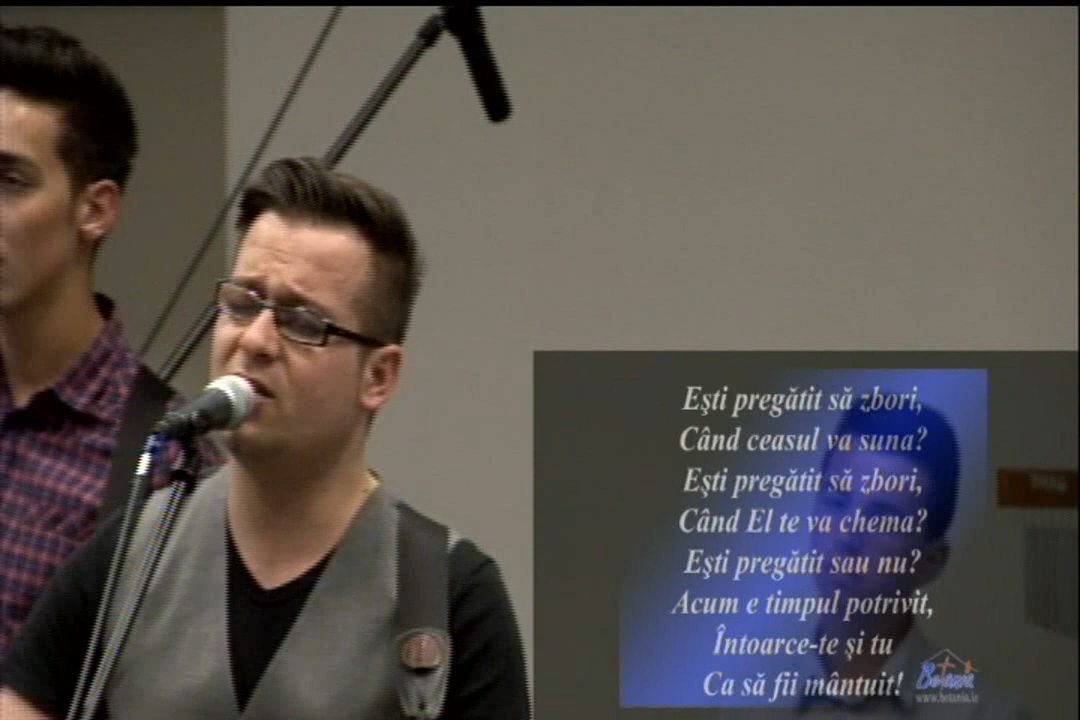 Eşti pregătit să zbori,
Când ceasul va suna?
Eşti pregătit să zbori,
Când El te va chema?
Eşti pregătit sau nu?
Acum e timpul potrivit,
Întoarce-te şi tu
Ca să fii mântuit!
Betania